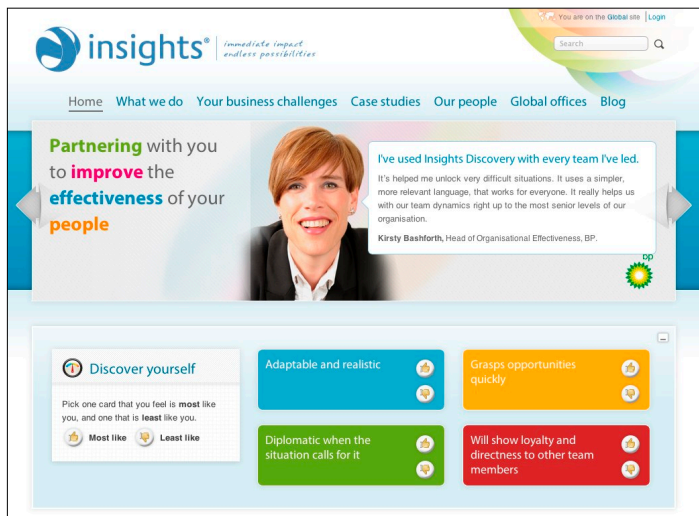 You are on the Global site | Login
insights®
immediate impact
endless possibilities
Search
Home What we do Your business challenges Case studies Our people Global offices Blog
Partnering with you
to improve the
effectiveness of your
people
I've used Insights Discovery with every team I've led.
It's helped me unlock very difficult situations. It uses a simpler,
more relevant language, that works for everyone. It really helps us
with our team dynamics right up to the most senior levels of our
organisation.
Kirsty Bashforth, Head of Organisational Effectiveness, BP.
bp
Discover yourself
Pick one card that you feel is most like
you, and one that is least like you.
Most like Least like
Adaptable and realistic
Grasps opportunities
quickly
Diplomatic when the
situation calls for it
Will show loyalty and
directness to other team
members